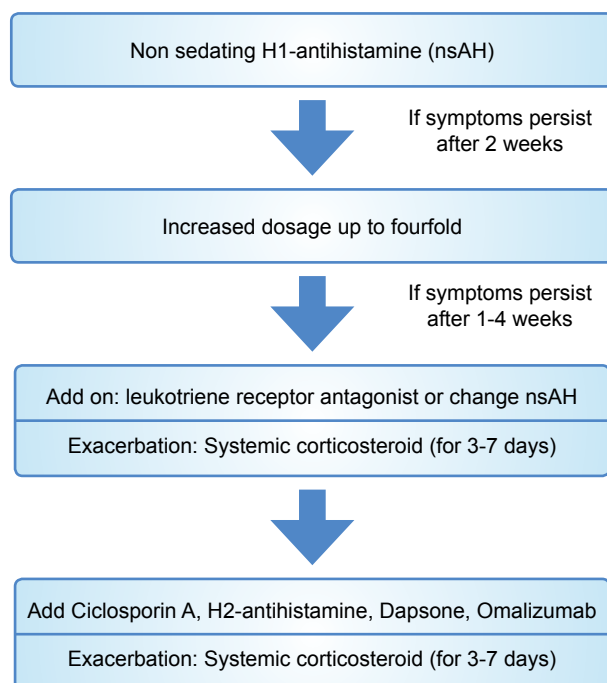 Non sedating H1-antihistamine (nsAH)
If symptoms persist
after 2 weeks
Increased dosage up to fourfold
If symptoms persist
after 1-4 weeks
Add on: leukotriene receptor antagonist or change nsAH
Exacerbation: Systemic corticosteroid (for 3-7 days)
Add Ciclosporin A, H2-antihistamine, Dapsone, Omalizumab
Exacerbation: Systemic corticosteroid (for 3-7 days)